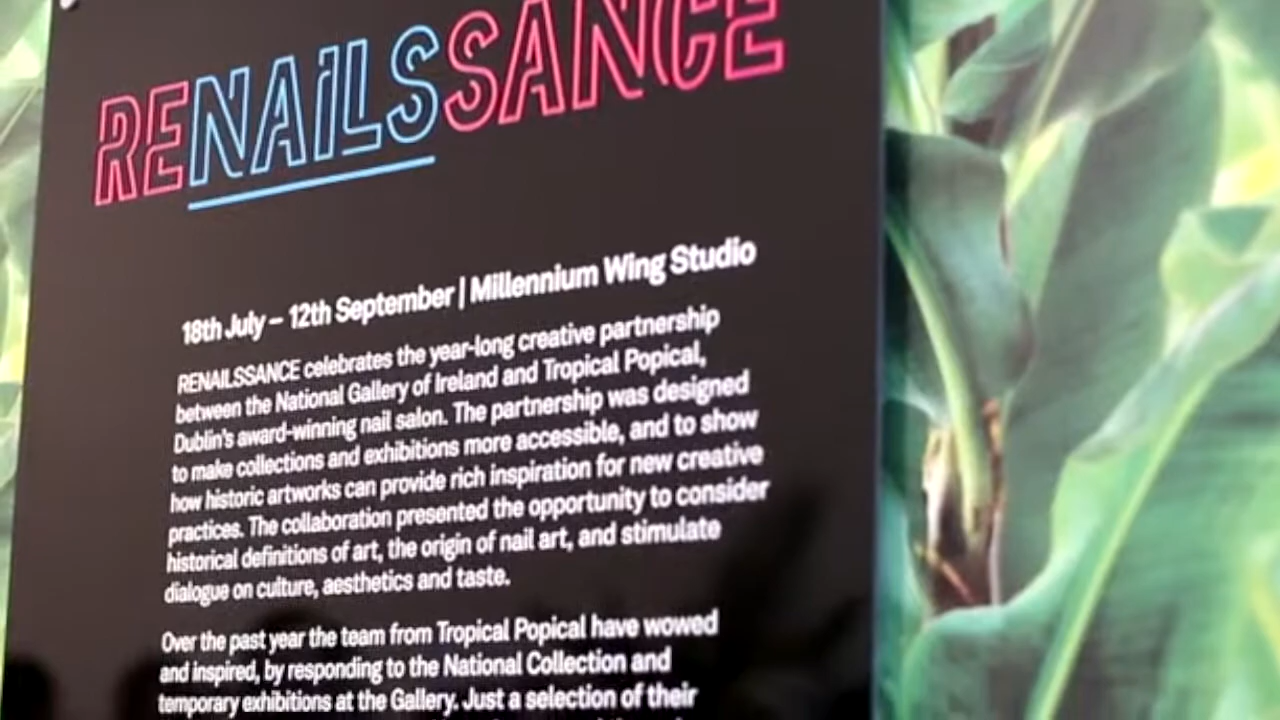 RENAILSSANCE
18th July – 12th September | Millennium Wing Studio
RENAILSSANCE celebrates the year-long creative partnership
between the National Gallery of Ireland and Tropical Popical,
Dublin's award-winning nail salon. The partnership was designed
to make collections and exhibitions more accessible, and to show
how historic artworks can provide rich inspiration for new creative
practices. The collaboration presented the opportunity to consider
historical definitions of art, the origin of nail art, and stimulate
dialogue on culture, aesthetics and taste.
Over the past year the team from Tropical Popical have wowed
and inspired, by responding to the National Collection and
temporary exhibitions at the Gallery. Just a selection of their